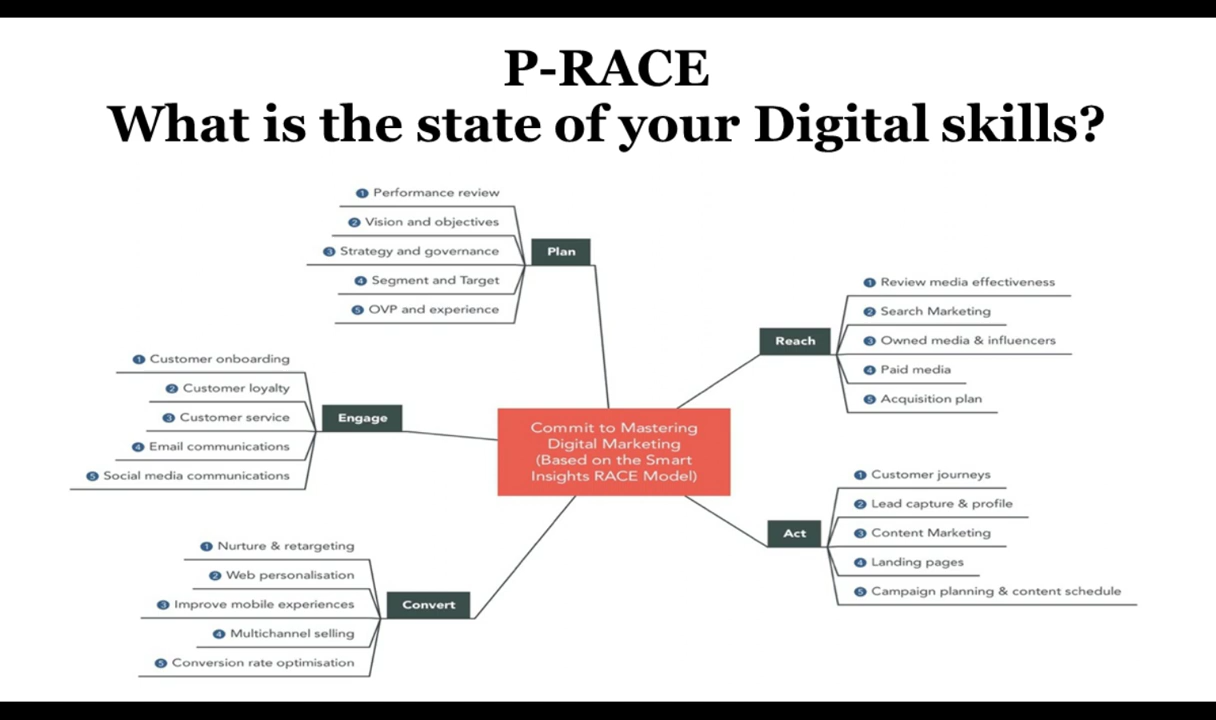 P-RACE
What is the state of your Digital skills?
Plan
1 Performance review
2 Vision and objectives
3 Strategy and governance
4 Segment and Target
5 OVP and experience
Reach
1 Review media effectiveness
2 Search Marketing
3 Owned media & influencers
4 Paid media
5 Acquisition plan
Act
1 Customer journeys
2 Lead capture & profile
3 Content Marketing
4 Landing pages
5 Campaign planning & content schedule
Convert
1 Nurture & retargeting
2 Web personalisation
3 Improve mobile experiences
4 Multichannel selling
5 Conversion rate optimisation
Engage
1 Customer onboarding
2 Customer loyalty
3 Customer service
4 Email communications
5 Social media communications
Commit to Mastering
Digital Marketing
(Based on the Smart
Insights RACE Model)